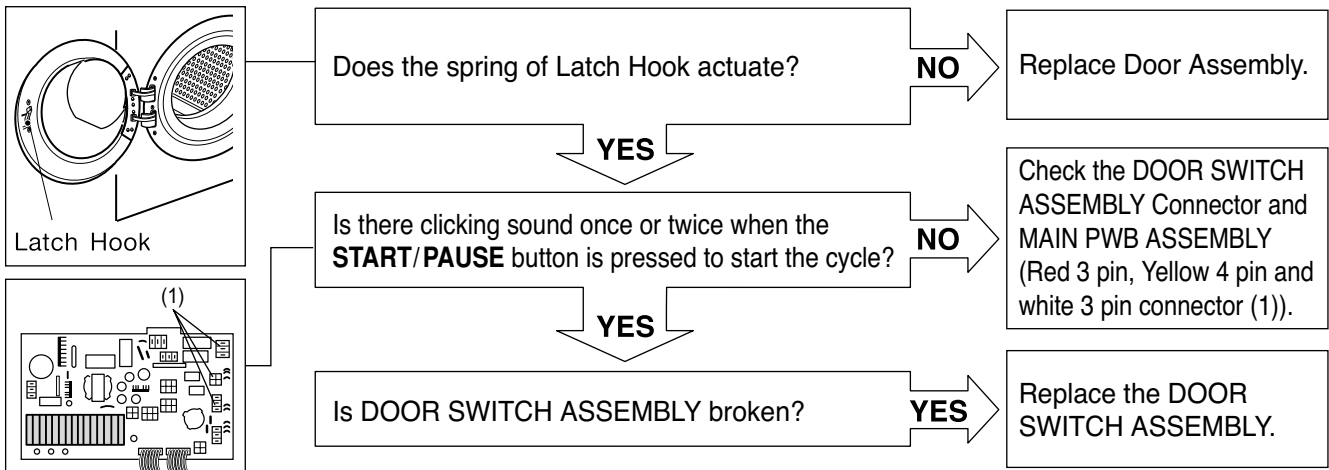 Latch Hook
Does the spring of Latch Hook actuate?
NO
Replace Door Assembly.
YES
Is there clicking sound once or twice when the
START/PAUSE button is pressed to start the cycle?
NO
Check the DOOR SWITCH
ASSEMBLY Connector and
MAIN PWB ASSEMBLY
(Red 3 pin, Yellow 4 pin and
white 3 pin connector (1)).
(1)
YES
Is DOOR SWITCH ASSEMBLY broken?
YES
Replace the DOOR
SWITCH ASSEMBLY.